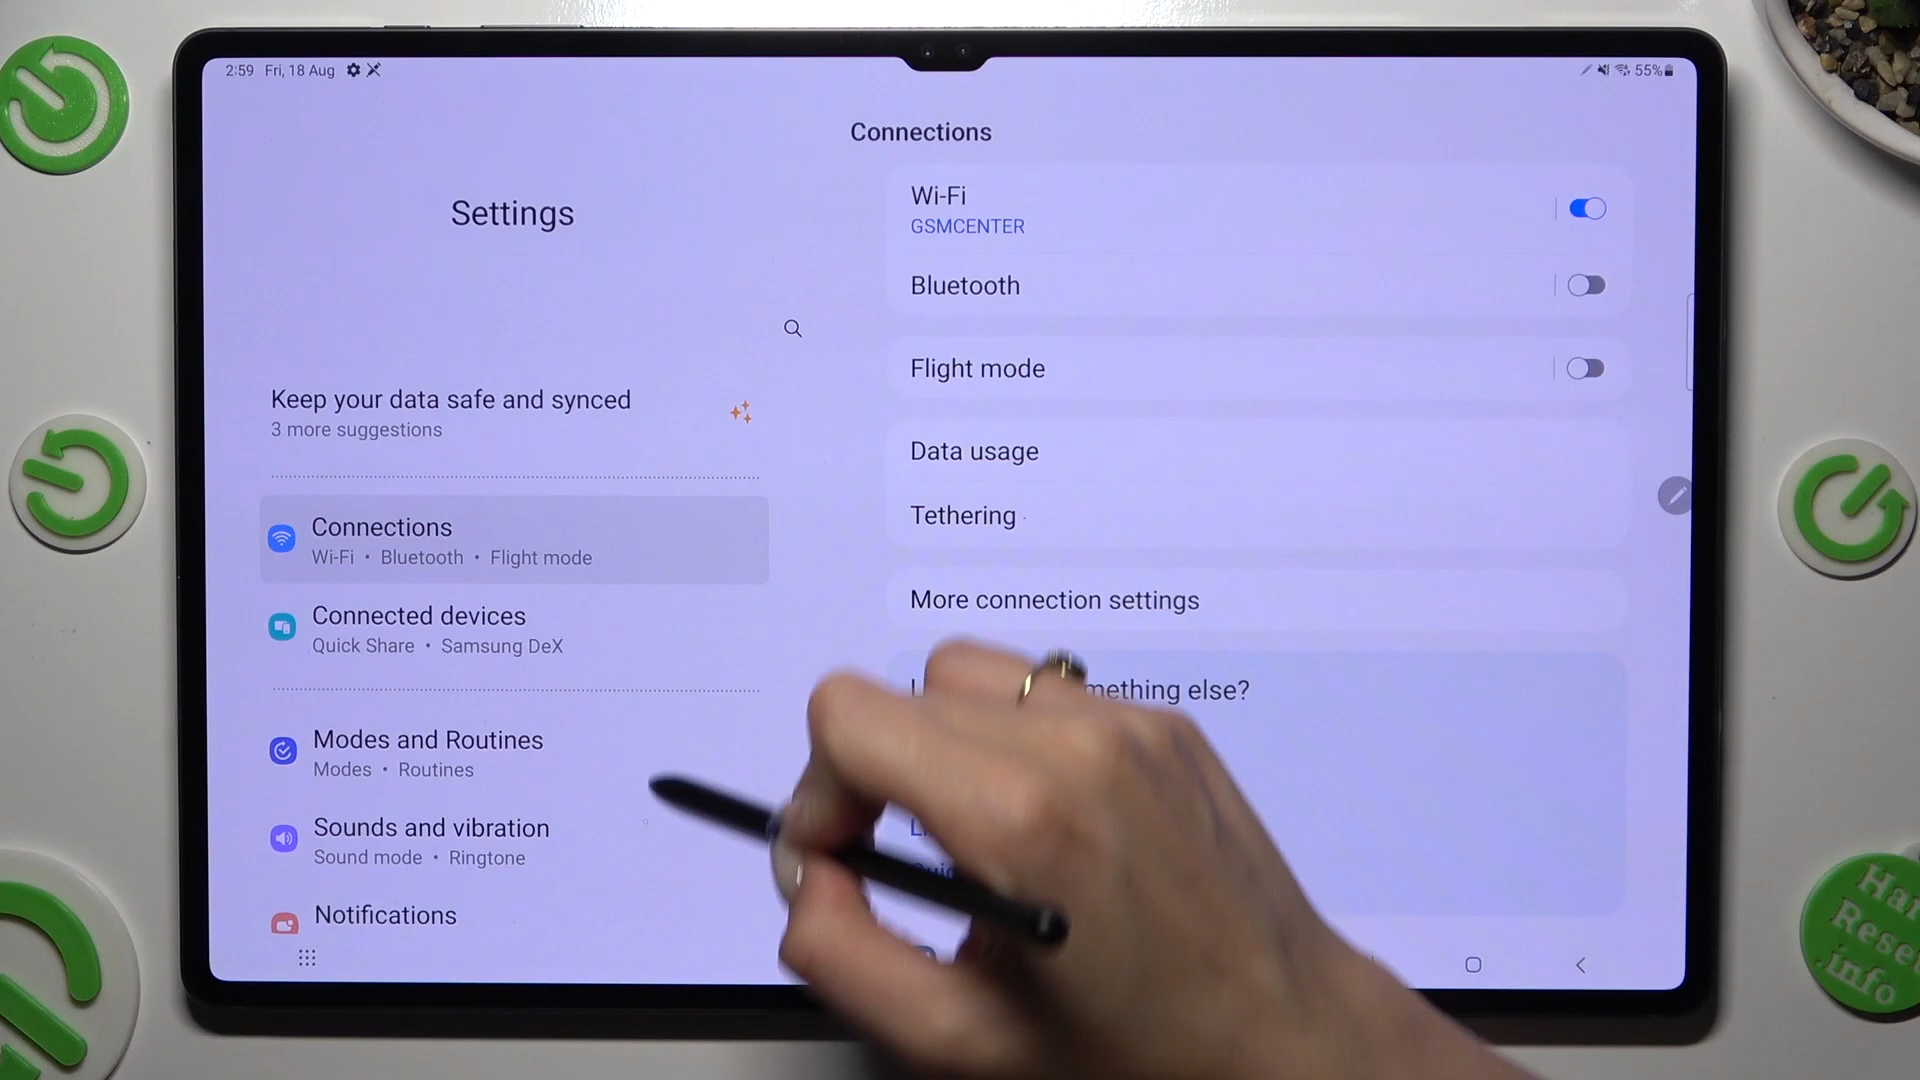 2:59 Fri, 18 Aug
55%
Settings
Keep your data safe and synced
3 more suggestions
Connections
Wi-Fi • Bluetooth • Flight mode
Connected devices
Quick Share • Samsung DeX
Modes and Routines
Modes • Routines
Sounds and vibration
Sound mode • Ringtone
Notifications
Connections
Wi-Fi
GSMCENTER
Bluetooth
Flight mode
Data usage
Tethering
More connection settings
mething else?
Reset
.info